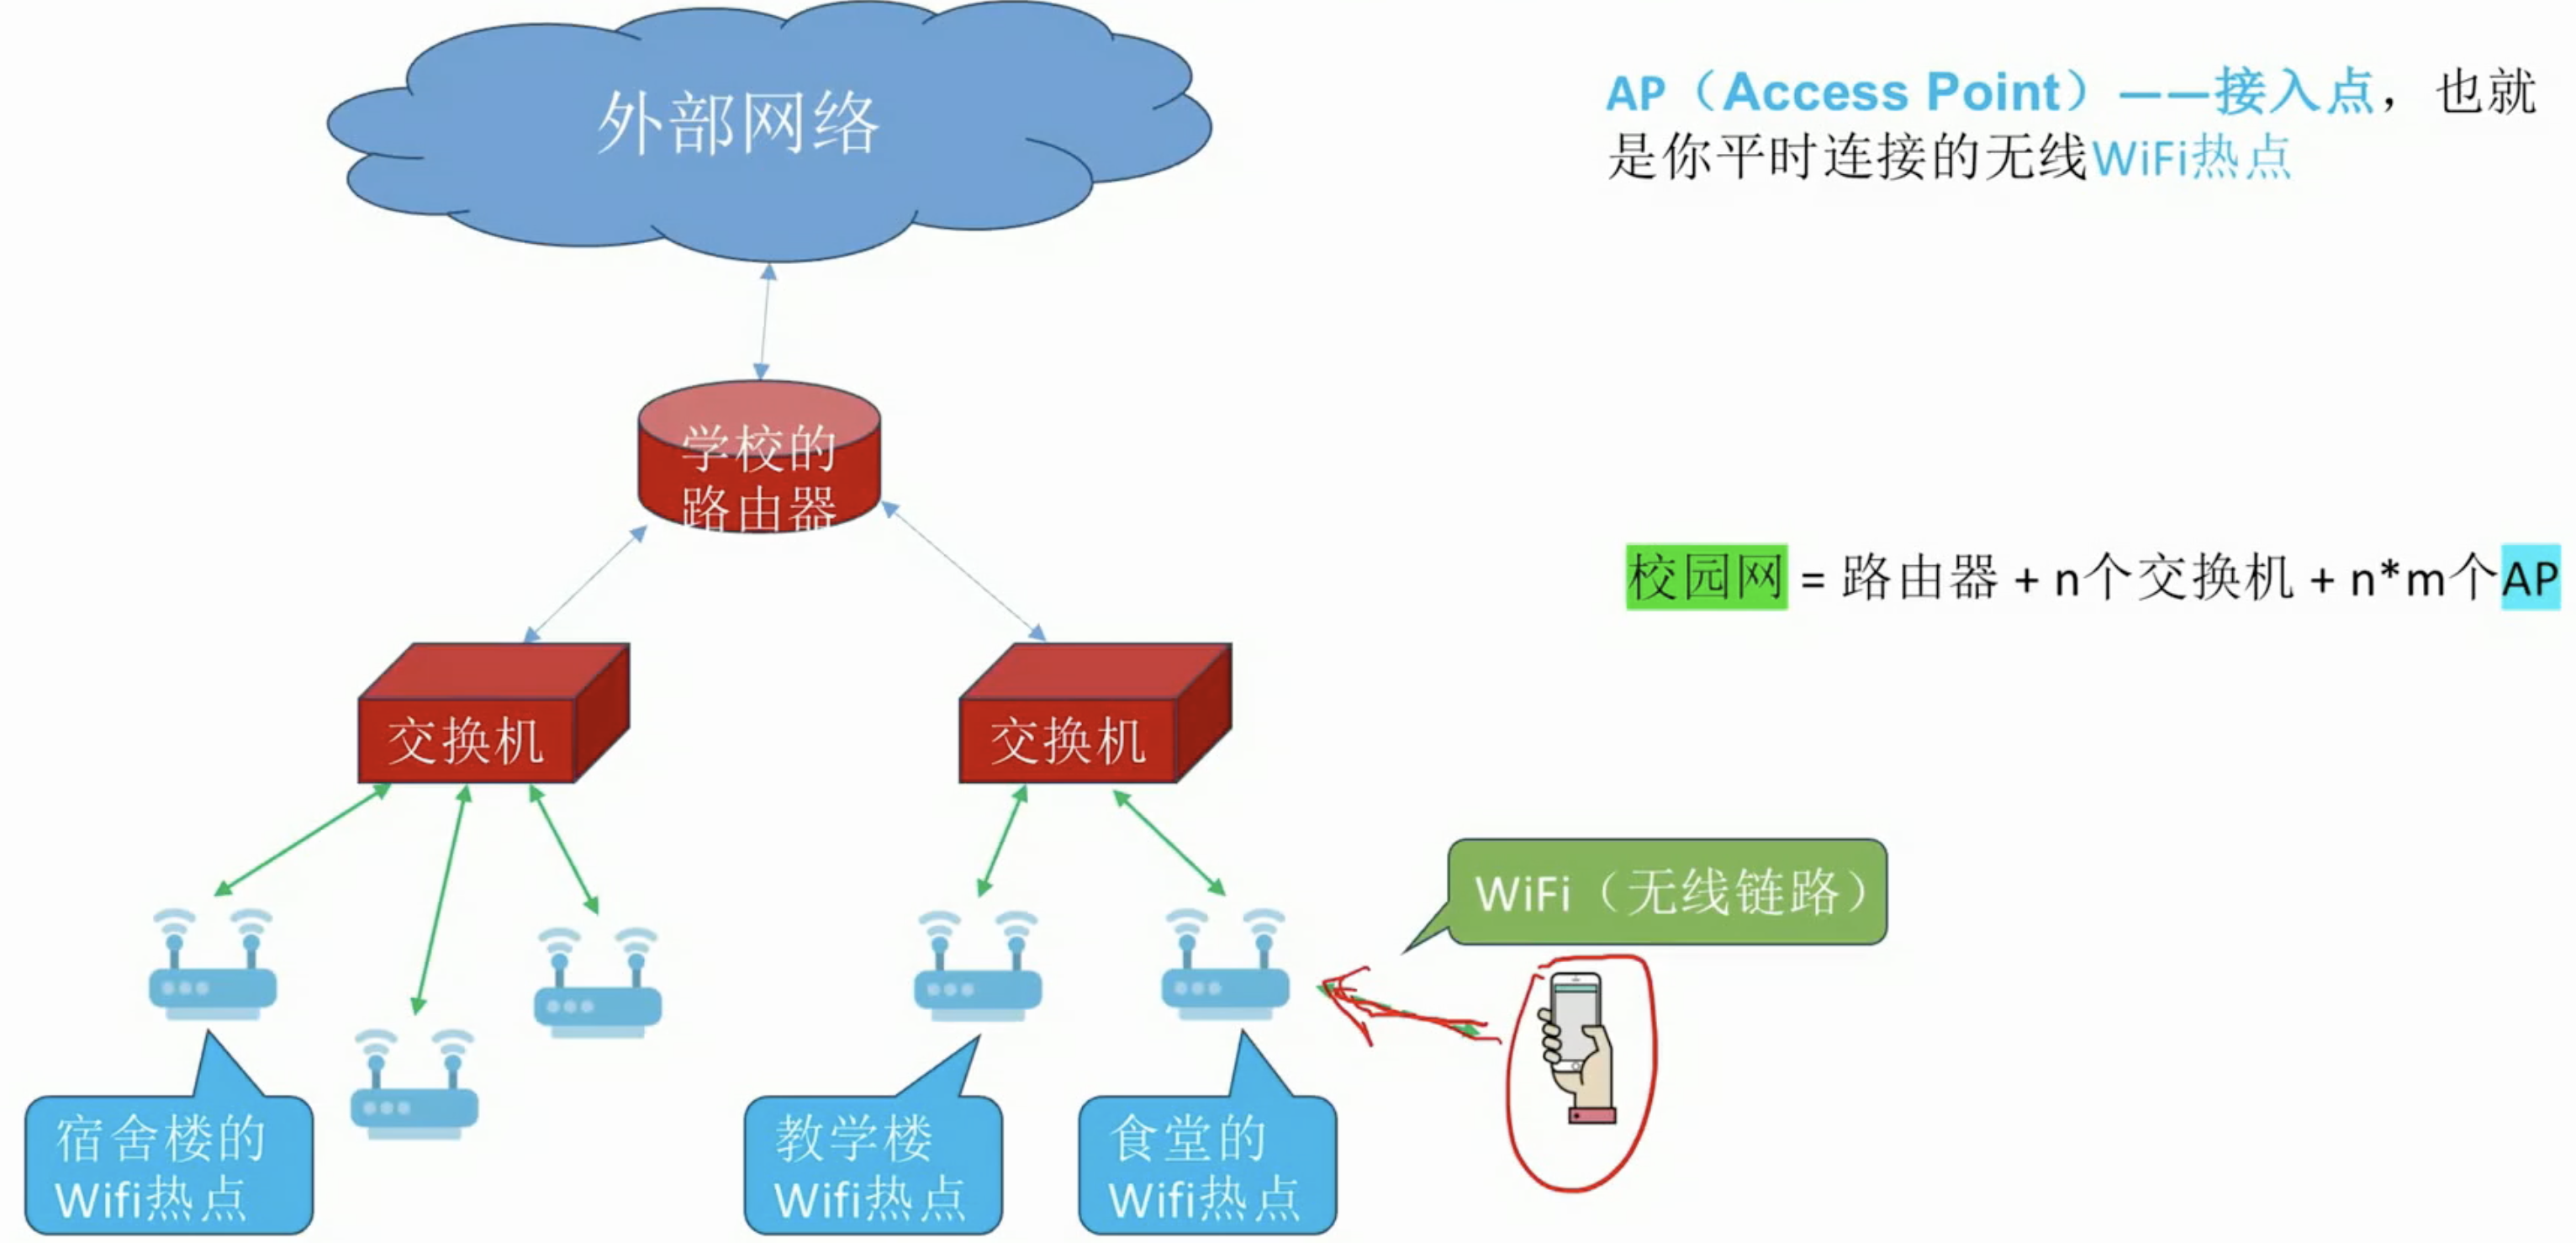 外部网络
AP（Access Point）——接入点，也就
是你平时连接的无线WiFi热点
学校的
路由器
校园网 = 路由器 + n个交换机 + n*m个AP
交换机
交换机
WiFi（无线链路）
宿舍楼的
Wifi热点
教学楼
Wifi热点
食堂的
Wifi热点